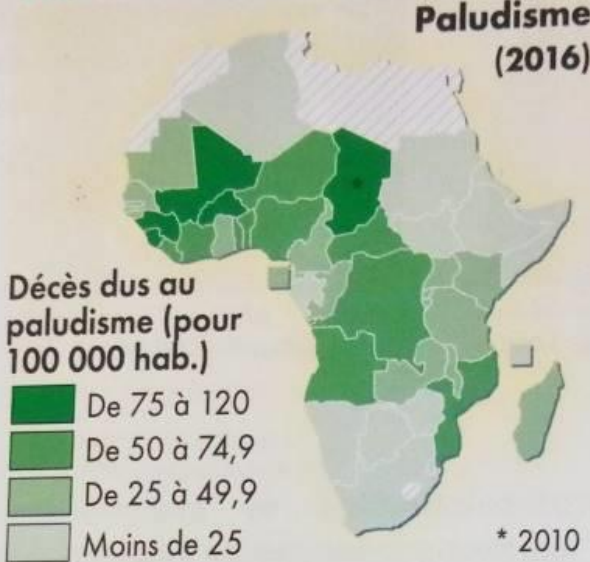 Paludisme
(2016)
*
Décès dus au
paludisme (pour
100 000 hab.)
De 75 à 120
De 50 à 74,9
De 25 à 49,9
Moins de 25
* 2010